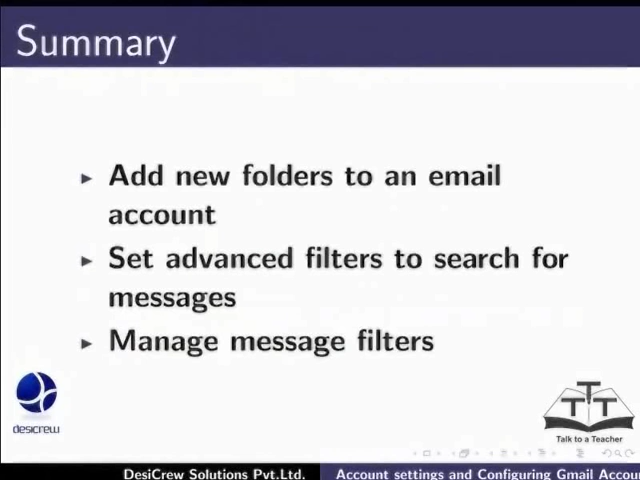 Summary
Add new folders to an email
account
Set advanced filters to search for
messages
Manage message filters
desicrew
TTT
Talk to a Teacher
DesiCrew Solutions Pvt.Ltd.
Account settings and Configuring Gmail Accou